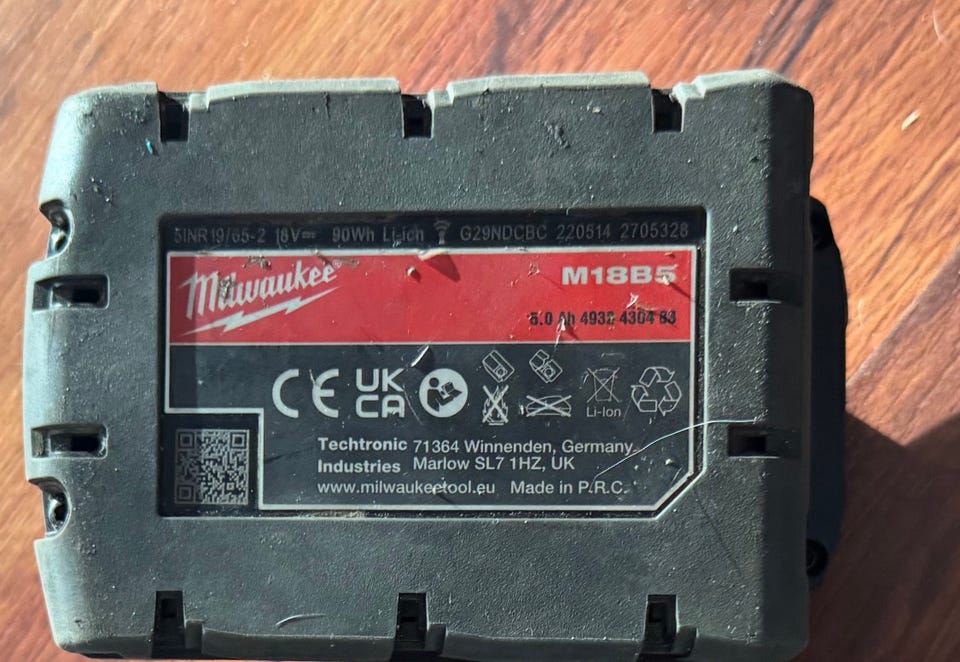 5INR19/65-2 18V⎓ 90Wh Li-ion G29NDCBC 220514 2705328
Milwaukee®
M18B5
5.0 Ah 4932 4304 83
CE UK CA
Li-Ion
Techtronic 71364 Winnenden, Germany
Industries Marlow SL7 1HZ, UK
www.milwaukeetool.eu Made in P.R.C.